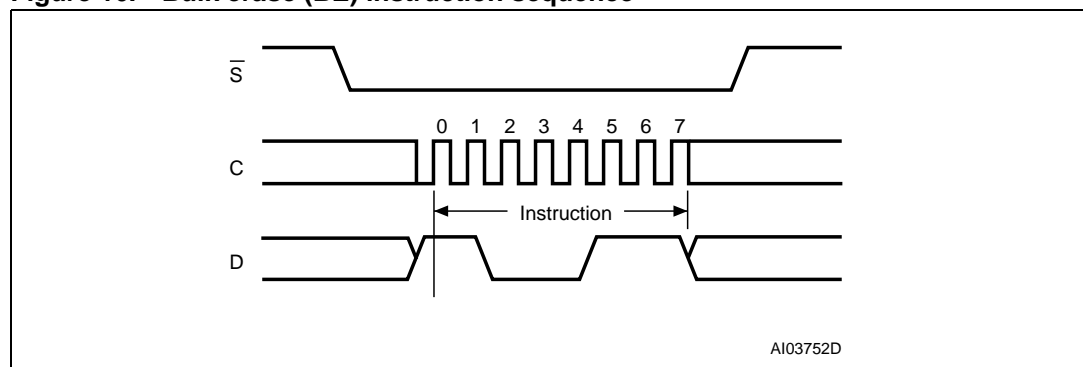 Figure 16. Bulk erase (BE) instruction sequence
S
0 1 2 3 4 5 6 7
C
Instruction
D
AI03752D